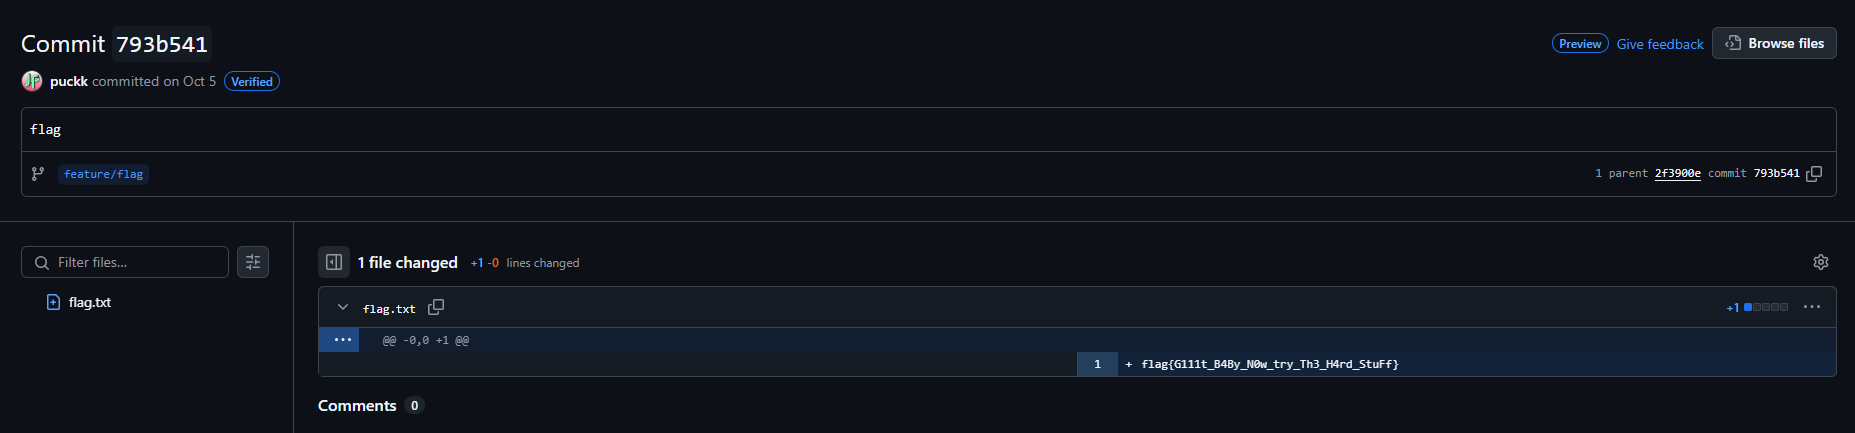 Commit 793b541
Preview Give feedback Browse files
puckk committed on Oct 5 Verified
flag
feature/flag
1 parent 2f3900e commit 793b541
Filter files...
flag.txt
1 file changed +1 -0 lines changed
flag.txt
+1
@@ -0,0 +1 @@
1 + flag{G111t_B4By_N0w_try_Th3_H4rd_StuFf}
Comments 0